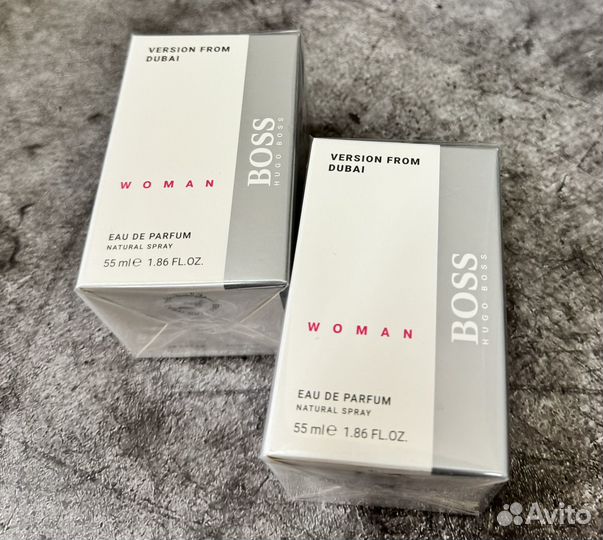 VERSION FROM
DUBAI
WOMAN
BOSS
HUGO BOSS
EAU DE PARFUM
NATURAL SPRAY
55 ml℮ 1.86 FL.OZ.
VERSION FROM
DUBAI
WOMAN
BOSS
HUGO BOSS
EAU DE PARFUM
NATURAL SPRAY
55 ml℮ 1.86 FL.OZ.
Avito